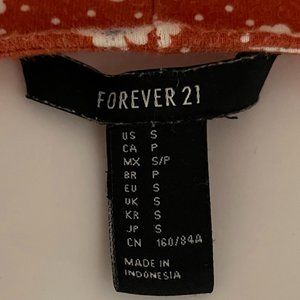 FOREVER 21
US S
CA P
MX S/P
BR P
EU S
UK S
KR S
JP S
CN 160/84A
MADE IN
INDONESIA